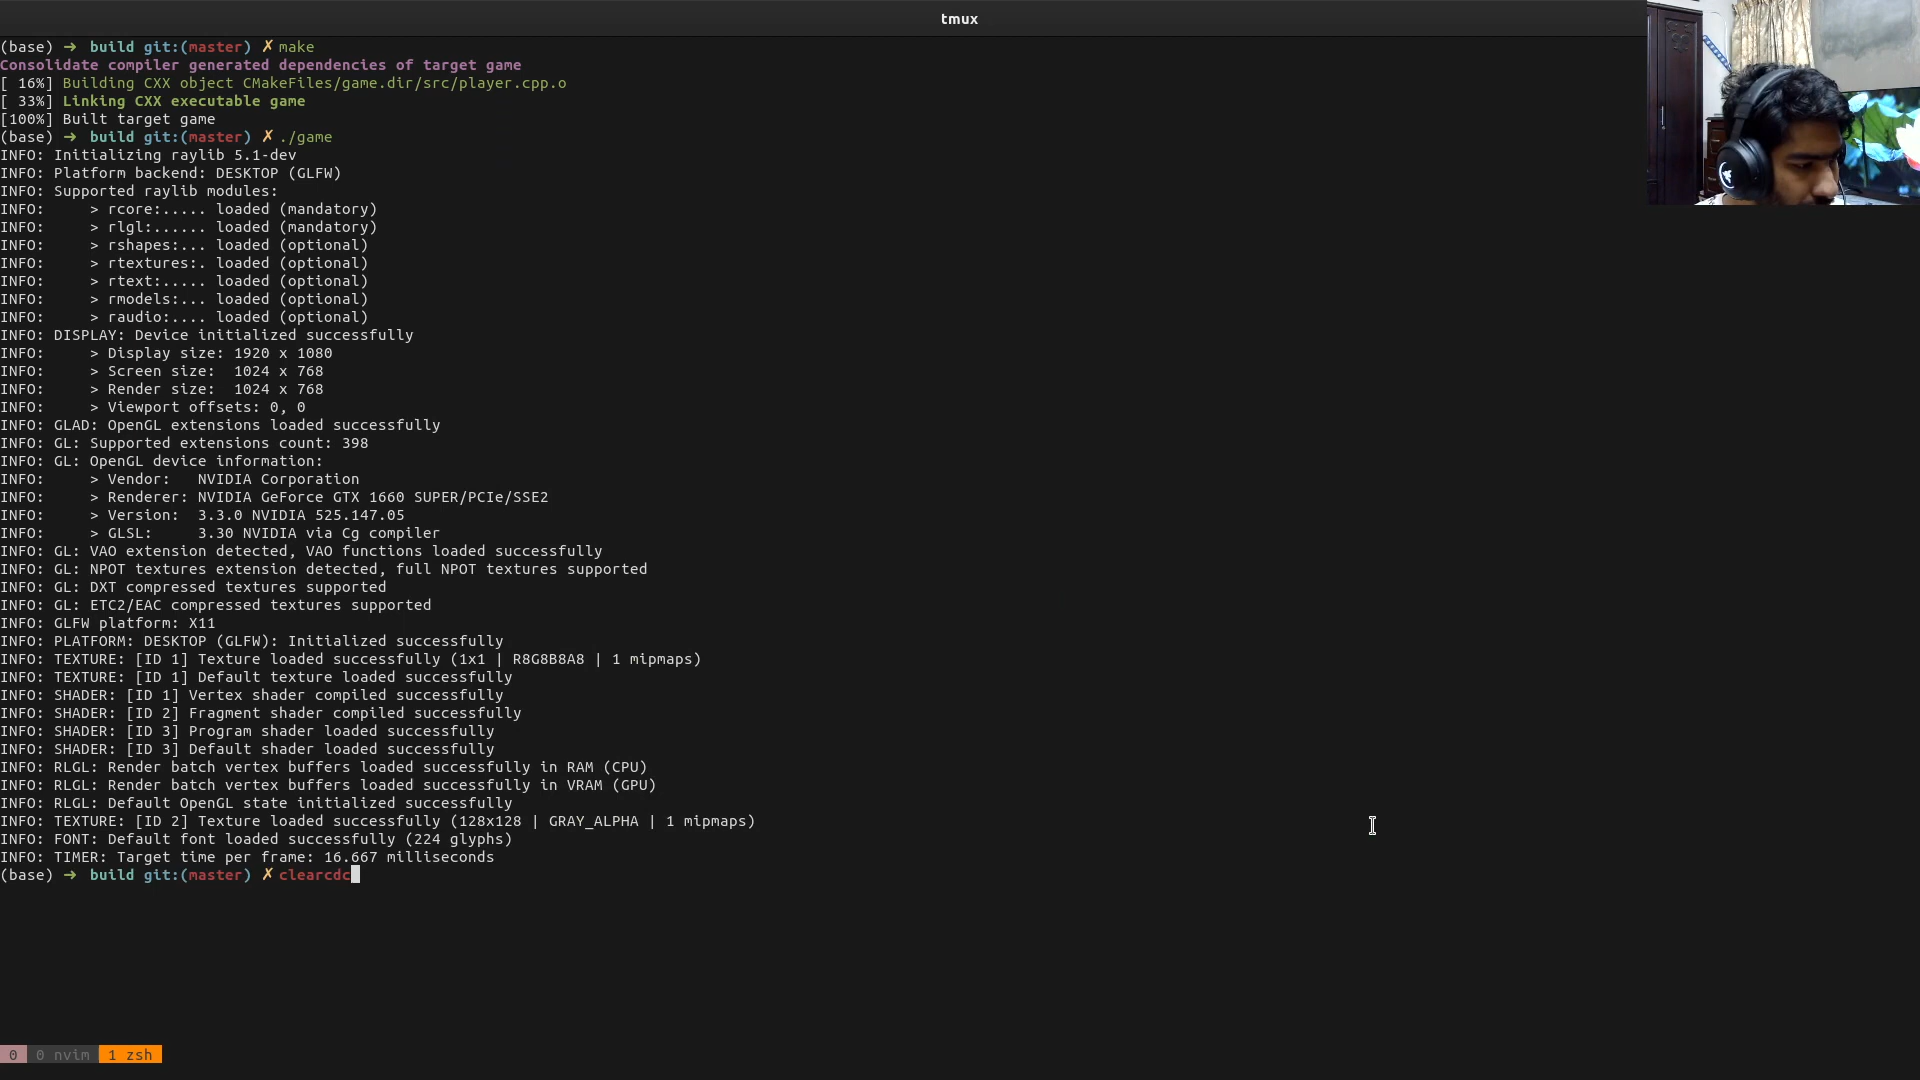 tmux
(base) ➜ build git:(master) ✗ make
Consolidate compiler generated dependencies of target game
[ 16%] Building CXX object CMakeFiles/game.dir/src/player.cpp.o
[ 33%] Linking CXX executable game
[100%] Built target game
(base) ➜ build git:(master) ✗ ./game
INFO: Initializing raylib 5.1-dev
INFO: Platform backend: DESKTOP (GLFW)
INFO: Supported raylib modules:
INFO:     > rcore:..... loaded (mandatory)
INFO:     > rlgl:...... loaded (mandatory)
INFO:     > rshapes:... loaded (optional)
INFO:     > rtextures:. loaded (optional)
INFO:     > rtext:..... loaded (optional)
INFO:     > rmodels:... loaded (optional)
INFO:     > raudio:.... loaded (optional)
INFO: DISPLAY: Device initialized successfully
INFO:     > Display size: 1920 x 1080
INFO:     > Screen size:  1024 x 768
INFO:     > Render size:  1024 x 768
INFO:     > Viewport offsets: 0, 0
INFO: GLAD: OpenGL extensions loaded successfully
INFO: GL: Supported extensions count: 398
INFO: GL: OpenGL device information:
INFO:     > Vendor:   NVIDIA Corporation
INFO:     > Renderer: NVIDIA GeForce GTX 1660 SUPER/PCIe/SSE2
INFO:     > Version:  3.3.0 NVIDIA 525.147.05
INFO:     > GLSL:     3.30 NVIDIA via Cg compiler
INFO: GL: VAO extension detected, VAO functions loaded successfully
INFO: GL: NPOT textures extension detected, full NPOT textures supported
INFO: GL: DXT compressed textures supported
INFO: GL: ETC2/EAC compressed textures supported
INFO: GLFW platform: X11
INFO: PLATFORM: DESKTOP (GLFW): Initialized successfully
INFO: TEXTURE: [ID 1] Texture loaded successfully (1x1 | R8G8B8A8 | 1 mipmaps)
INFO: TEXTURE: [ID 1] Default texture loaded successfully
INFO: SHADER: [ID 1] Vertex shader compiled successfully
INFO: SHADER: [ID 2] Fragment shader compiled successfully
INFO: SHADER: [ID 3] Program shader loaded successfully
INFO: SHADER: [ID 3] Default shader loaded successfully
INFO: RLGL: Render batch vertex buffers loaded successfully in RAM (CPU)
INFO: RLGL: Render batch vertex buffers loaded successfully in VRAM (GPU)
INFO: RLGL: Default OpenGL state initialized successfully
INFO: TEXTURE: [ID 2] Texture loaded successfully (128x128 | GRAY_ALPHA | 1 mipmaps)
INFO: FONT: Default font loaded successfully (224 glyphs)
INFO: TIMER: Target time per frame: 16.667 milliseconds
(base) ➜ build git:(master) ✗ clearcdc
0 0 nvim 1 zsh